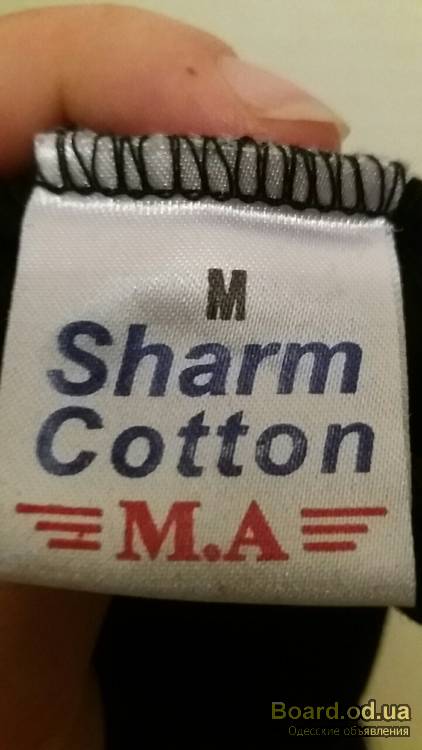 M
Sharm
Cotton
M.A
Board.od.ua
Одесские объявления